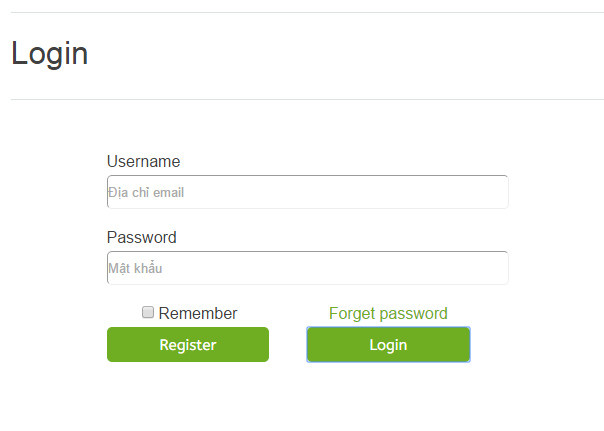 Login
Username
Địa chỉ email
Password
Mật khẩu
Remember Forget password
Register Login